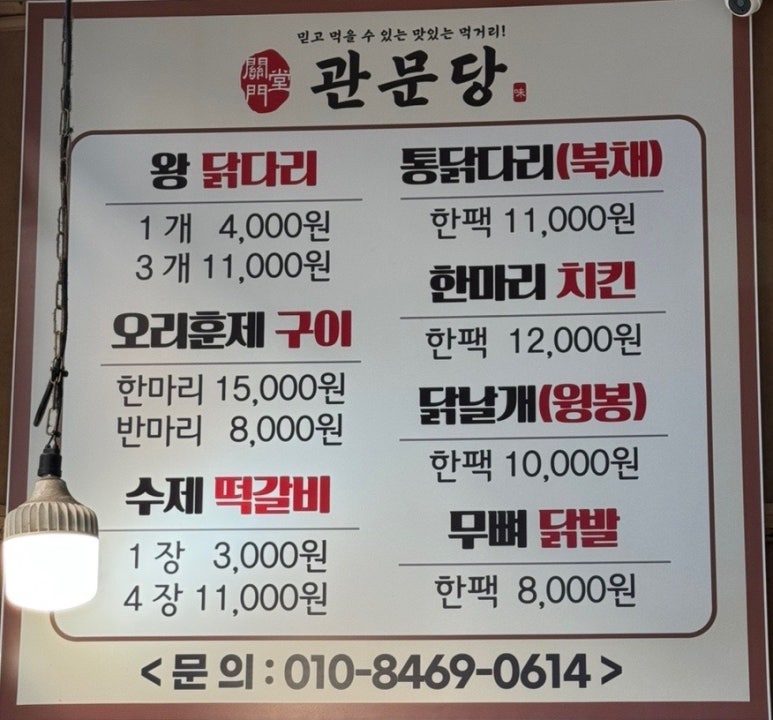 믿고 먹을 수 있는 맛있는 먹거리!
關門堂 관문당 味
왕 닭다리
1개 4,000원
3개 11,000원
오리훈제 구이
한마리 15,000원
반마리 8,000원
수제 떡갈비
1장 3,000원
4장 11,000원
통닭다리(북채)
한팩 11,000원
한마리 치킨
한팩 12,000원
닭날개(윙봉)
한팩 10,000원
무뼈 닭발
한팩 8,000원
<문의:010-8469-0614>